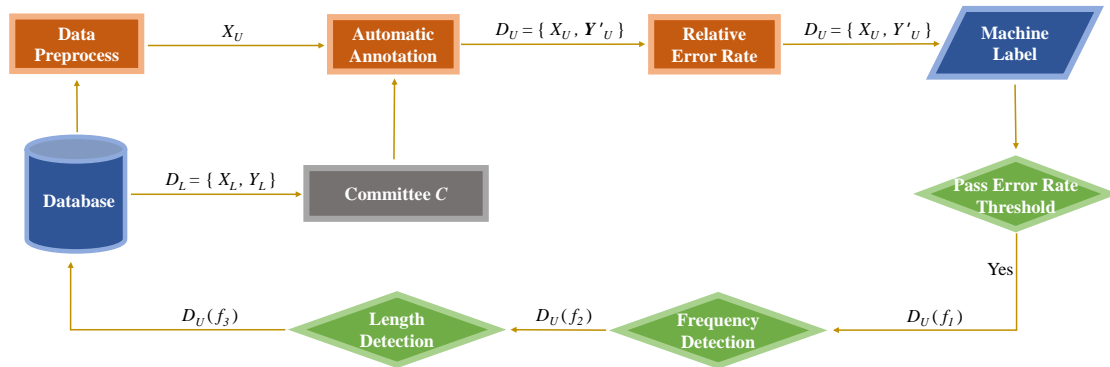 Data
Preprocess
X_U
Automatic
Annotation
D_U = { X_U , Y'_U }
Relative
Error Rate
D_U = { X_U , Y'_U }
Machine
Label
Database
D_L = { X_L , Y_L }
Committee C
Pass Error Rate
Threshold
Yes
D_U ( f_1 )
Frequency
Detection
D_U ( f_2 )
Length
Detection
D_U ( f_3 )